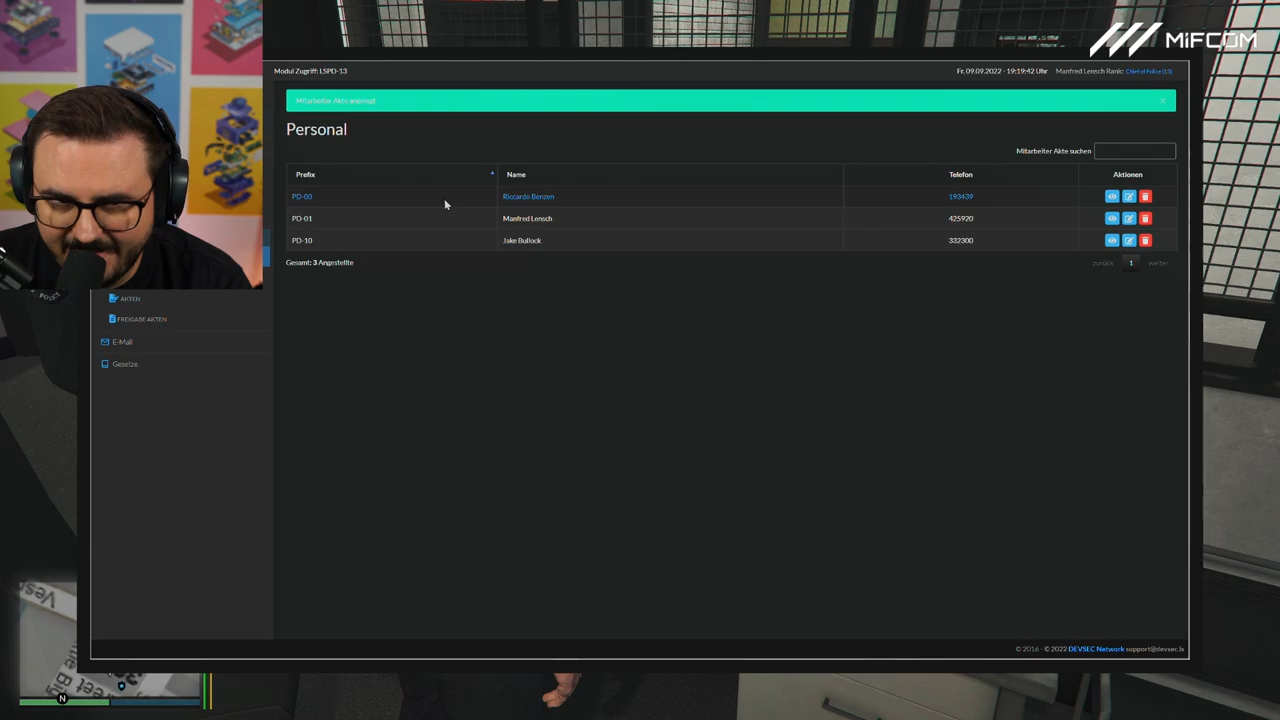 MIFCOM
Modul Zugriff: LSPD-13
Fr. 09.09.2022 - 19:19:42 Uhr Manfred Lensch Rank: Chief of Police (13)
Mitarbeiter Akte angelegt
Personal
Mitarbeiter Akte suchen
Prefix Name Telefon Aktionen
PD-00 Riccardo Benzen 193439
PD-01 Manfred Lensch 425920
PD-10 Jake Bullock 332300
Gesamt: 3 Angestellte
zurück 1 weiter
POLIC
AKTEN
FREIGABE AKTEN
E-Mail
Gesetze
© 2016 - © 2022 DEVSEC Network support@devsec.ls
Vesp
N